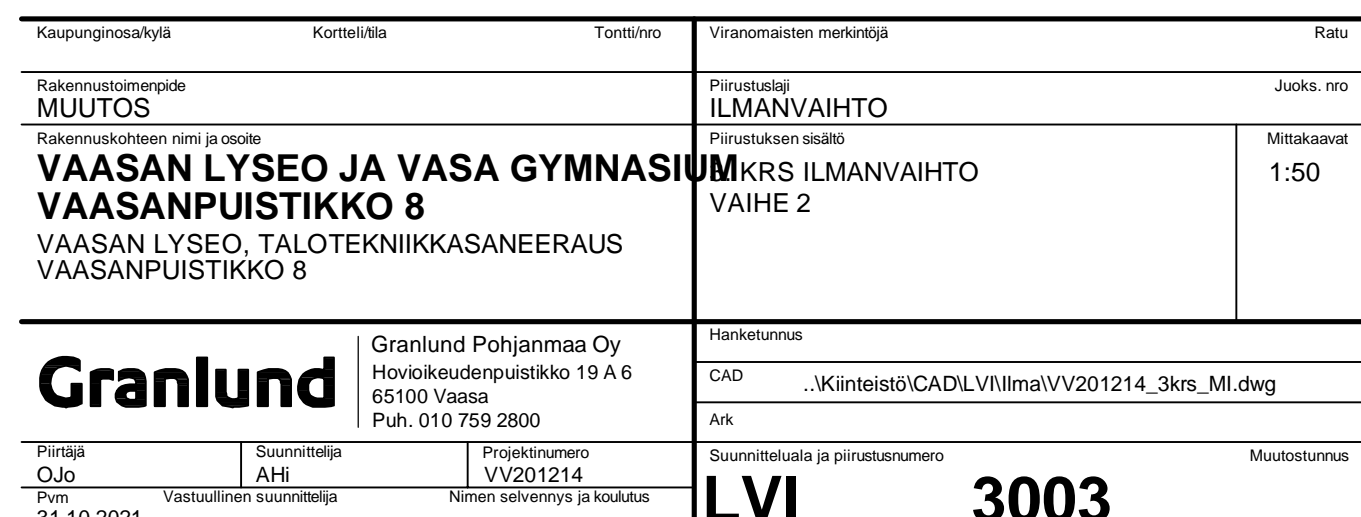 Kaupunginosa/kylä Kortteli/tila Tontti/nro
Viranomaisten merkintöjä Ratu
Rakennustoimenpide
MUUTOS
Piirustuslaji Juoks. nro
ILMANVAIHTO
Rakennuskohteen nimi ja osoite
VAASAN LYSEO JA VASA GYMNASIUM
VAASANPUISTIKKO 8
VAASAN LYSEO, TALOTEKNIIKKASANEERAUS
VAASANPUISTIKKO 8
Piirustuksen sisältö
KRS ILMANVAIHTO
VAIHE 2
Mittakaavat
1:50
Granlund
Granlund Pohjanmaa Oy
Hovioikeudenpuistikko 19 A 6
65100 Vaasa
Puh. 010 759 2800
Hanketunnus
CAD ..\Kiinteistö\CAD\LVI\Ilma\VV201214_3krs_MI.dwg
Ark
Piirtäjä
OJo
Suunnittelija
AHi
Projektinumero
VV201214
Pvm Vastuullinen suunnittelija Nimen selvennys ja koulutus
31.10.2021
Suunnitteluala ja piirustusnumero Muutostunnus
LVI 3003